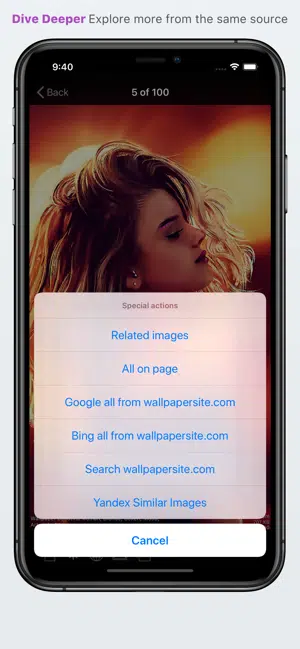 Dive Deeper Explore more from the same source
9:40
Back
5 of 100
Special actions
Related images
All on page
Google all from wallpapersite.com
Bing all from wallpapersite.com
Search wallpapersite.com
Yandex Similar Images
Cancel